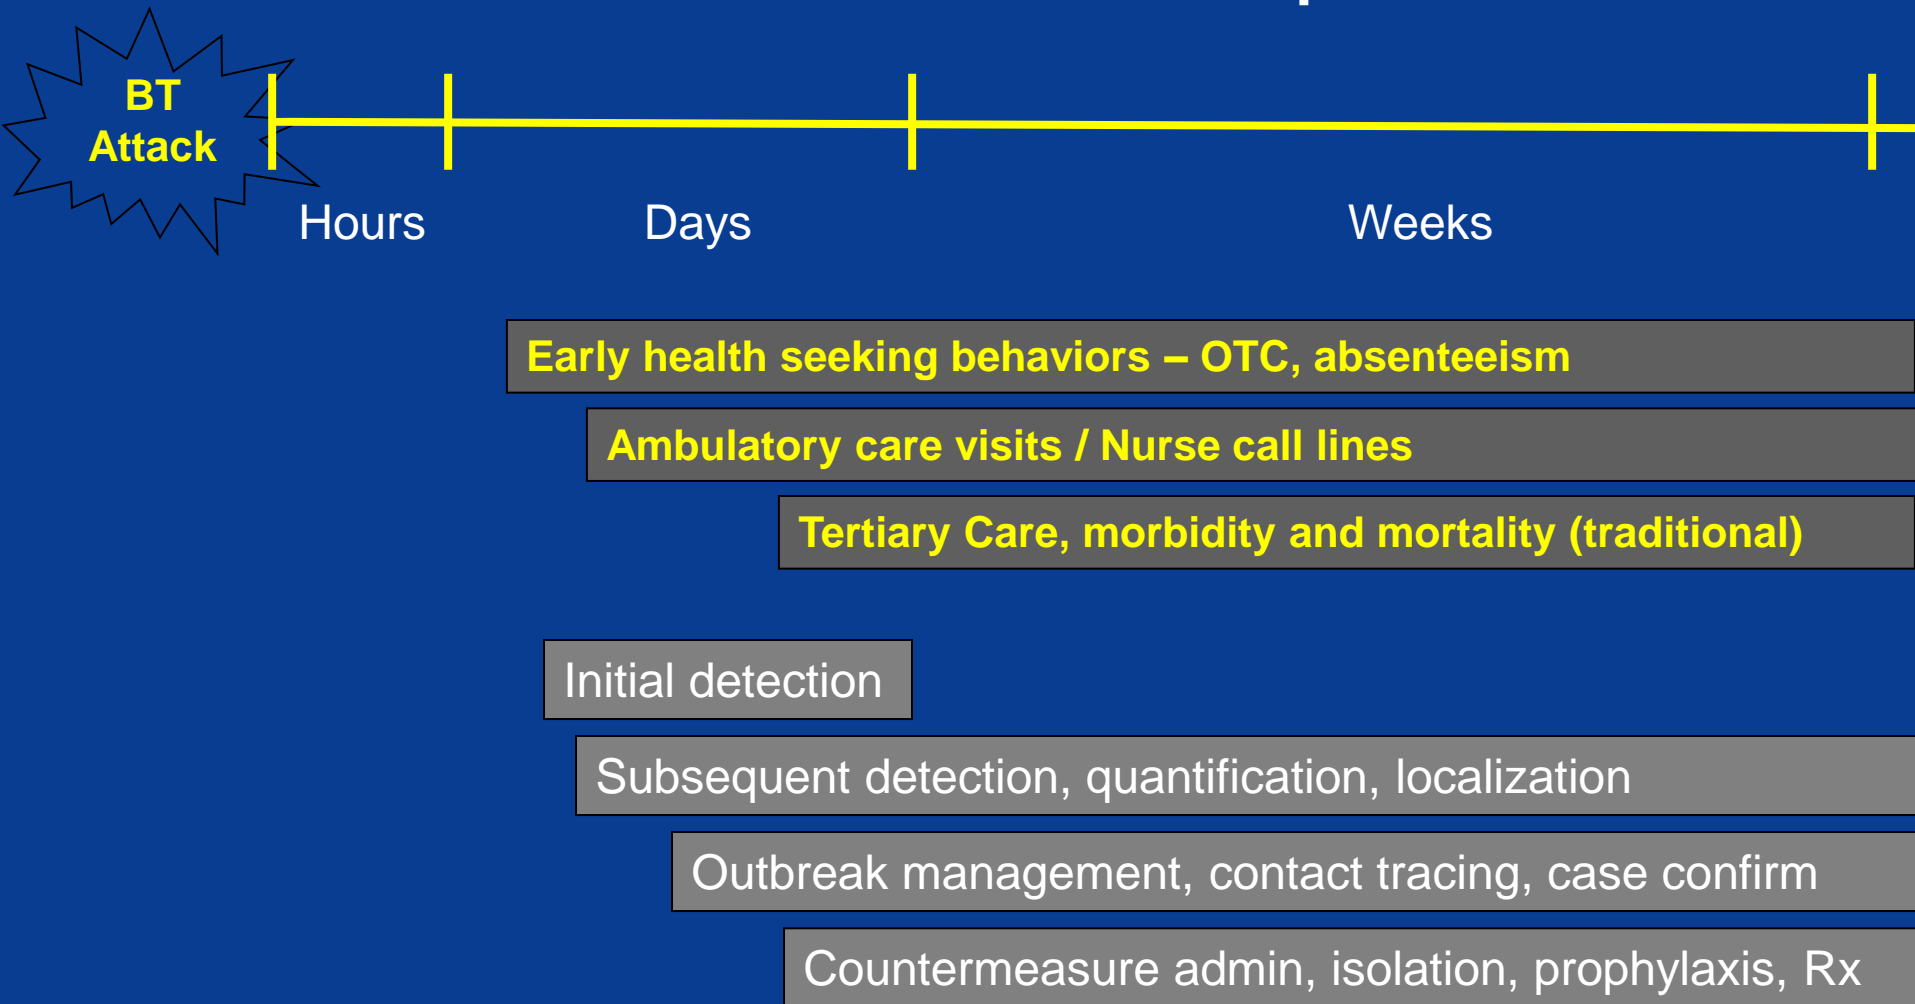 BT
Attack
Hours
Days
Weeks
Early health seeking behaviors – OTC, absenteeism
Ambulatory care visits / Nurse call lines
Tertiary Care, morbidity and mortality (traditional)
Initial detection
Subsequent detection, quantification, localization
Outbreak management, contact tracing, case confirm
Countermeasure admin, isolation, prophylaxis, Rx